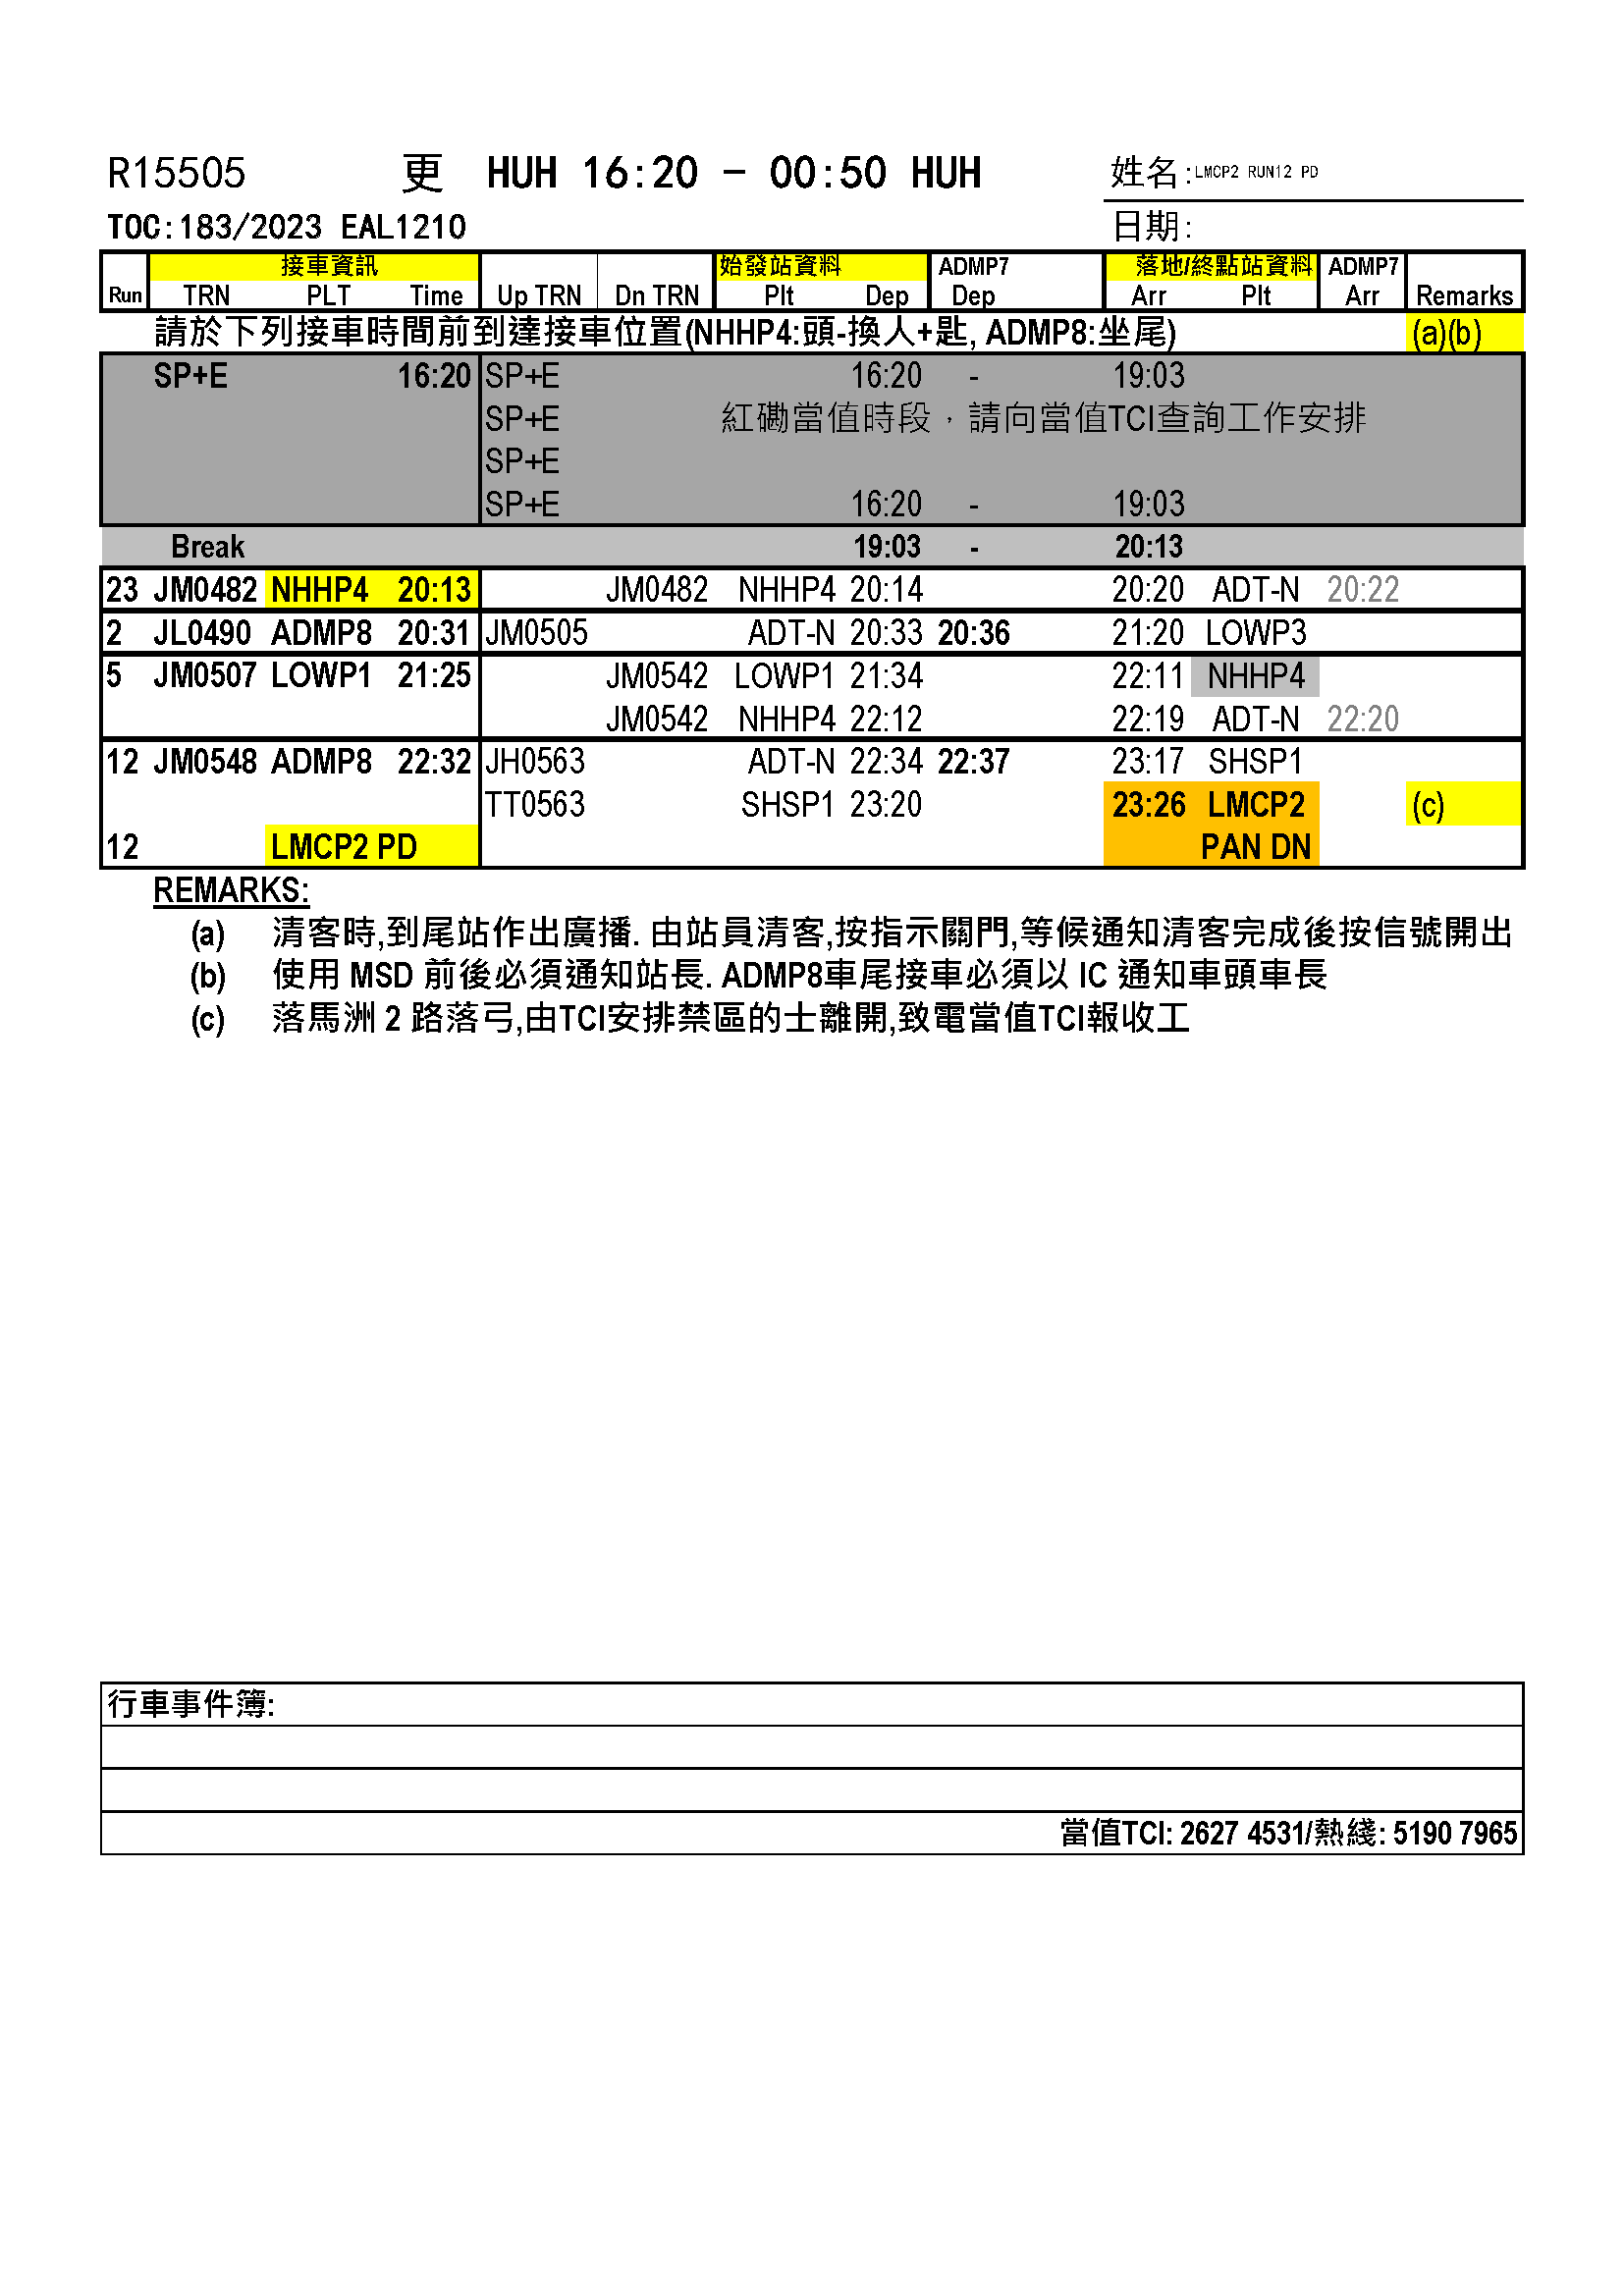 R15505 更 HUH 16:20 - 00:50 HUH 姓名:LMCP2 RUN12 PD
TOC:183/2023 EAL1210 日期:
接車資訊 始發站資料 ADMP7 落地/終點站資料 ADMP7
Run TRN PLT Time Up TRN Dn TRN Plt Dep Dep Arr Plt Arr Remarks
請於下列接車時間前到達接車位置(NHHP4:頭-換人+匙, ADMP8:坐尾) (a)(b)
SP+E 16:20 SP+E 16:20 - 19:03
SP+E 紅磡當值時段，請向當值TCI查詢工作安排
SP+E
SP+E 16:20 - 19:03
Break 19:03 - 20:13
23 JM0482 NHHP4 20:13 JM0482 NHHP4 20:14 20:20 ADT-N 20:22
2 JL0490 ADMP8 20:31 JM0505 ADT-N 20:33 20:36 21:20 LOWP3
5 JM0507 LOWP1 21:25 JM0542 LOWP1 21:34 22:11 NHHP4
JM0542 NHHP4 22:12 22:19 ADT-N 22:20
12 JM0548 ADMP8 22:32 JH0563 ADT-N 22:34 22:37 23:17 SHSP1
TT0563 SHSP1 23:20 23:26 LMCP2 (c)
12 LMCP2 PD PAN DN
REMARKS:
(a) 清客時,到尾站作出廣播. 由站員清客,按指示關門,等候通知清客完成後按信號開出
(b) 使用 MSD 前後必須通知站長. ADMP8車尾接車必須以 IC 通知車頭車長
(c) 落馬洲 2 路落弓,由TCI安排禁區的士離開,致電當值TCI報收工
行車事件簿:
當值TCI: 2627 4531/熱綫: 5190 7965